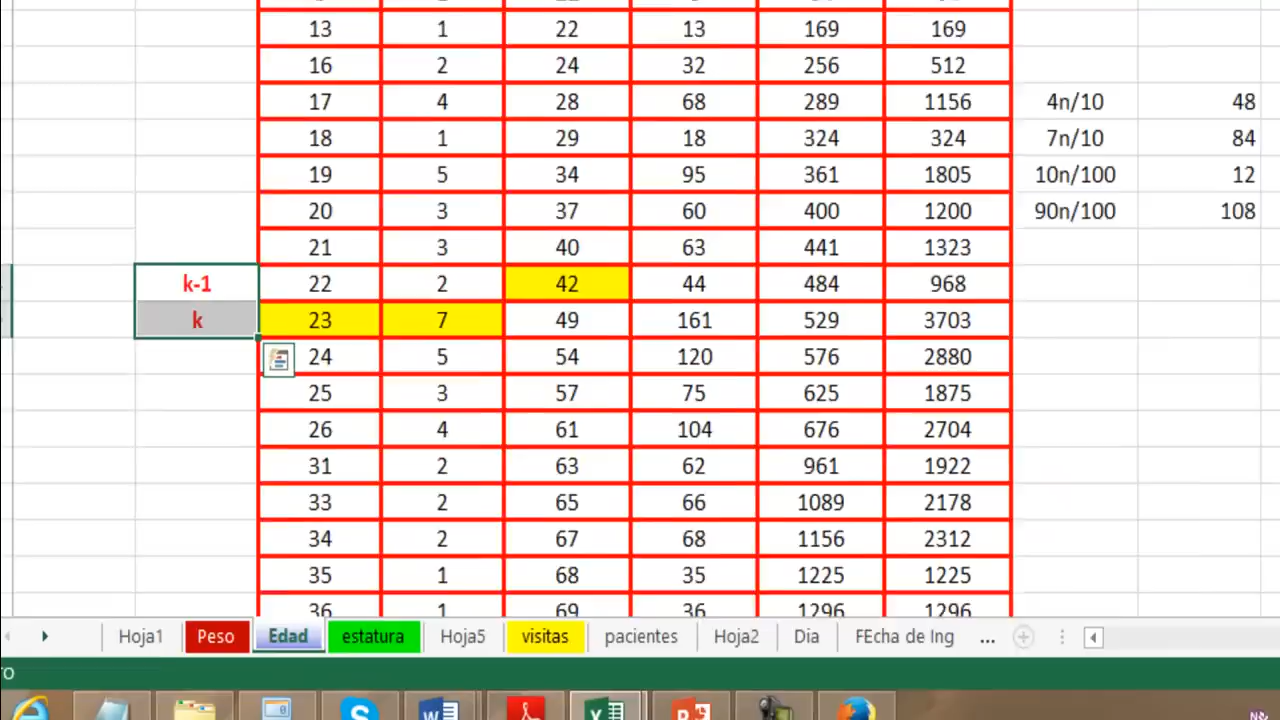 13 1 22 13 169 169
16 2 24 32 256 512
17 4 28 68 289 1156 4n/10 48
18 1 29 18 324 324 7n/10 84
19 5 34 95 361 1805 10n/100 12
20 3 37 60 400 1200 90n/100 108
21 3 40 63 441 1323
k-1 22 2 42 44 484 968
k 23 7 49 161 529 3703
24 5 54 120 576 2880
25 3 57 75 625 1875
26 4 61 104 676 2704
31 2 63 62 961 1922
33 2 65 66 1089 2178
34 2 67 68 1156 2312
35 1 68 35 1225 1225
36 1 69 36 1296 1296
Hoja1 Peso Edad estatura Hoja5 visitas pacientes Hoja2 Dia FEcha de Ing ...